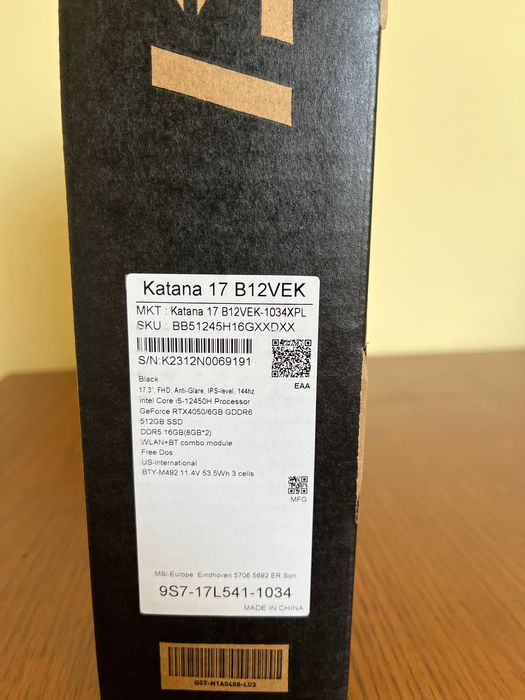 Katana 17 B12VEK
MKT : Katana 17 B12VEK-1034XPL
SKU : BB51245H16GXXDXX
S/N:K2312N0069191
EAA
Black
17.3", FHD, Anti-Glare, IPS-level, 144hz
Intel Core i5-12450H Processor
GeForce RTX4050/6GB GDDR6
512GB SSD
DDR5 16GB(8GB*2)
WLAN+BT combo module
Free Dos
US-International
BTY-M492 11.4V 53.5Wh 3 cells
MFG
MSI-Europe: Eindhoven 5706 5692 ER Son
9S7-17L541-1034
MADE IN CHINA
G57-N1A0488-L03